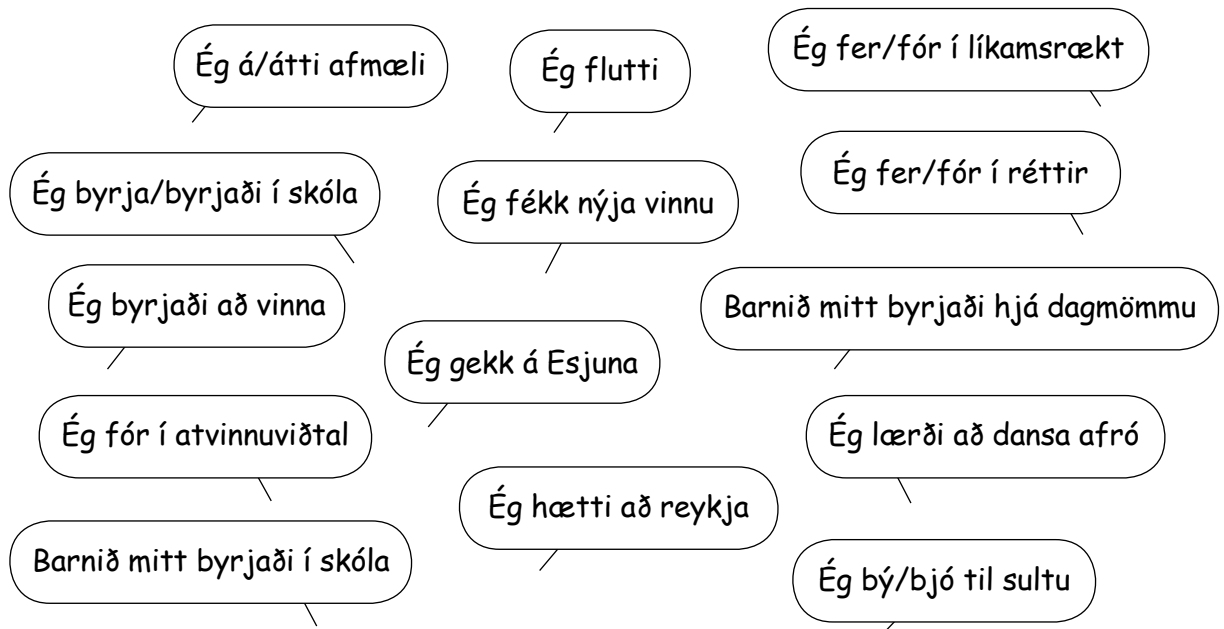 Ég á/átti afmæli
Ég flutti
Ég fer/fór í líkamsrækt
Ég byrja/byrjaði í skóla
Ég fékk nýja vinnu
Ég fer/fór í réttir
Ég byrjaði að vinna
Barnið mitt byrjaði hjá dagmömmu
Ég gekk á Esjuna
Ég fór í atvinnuviðtal
Ég lærði að dansa afró
Ég hætti að reykja
Barnið mitt byrjaði í skóla
Ég bý/bjó til sultu